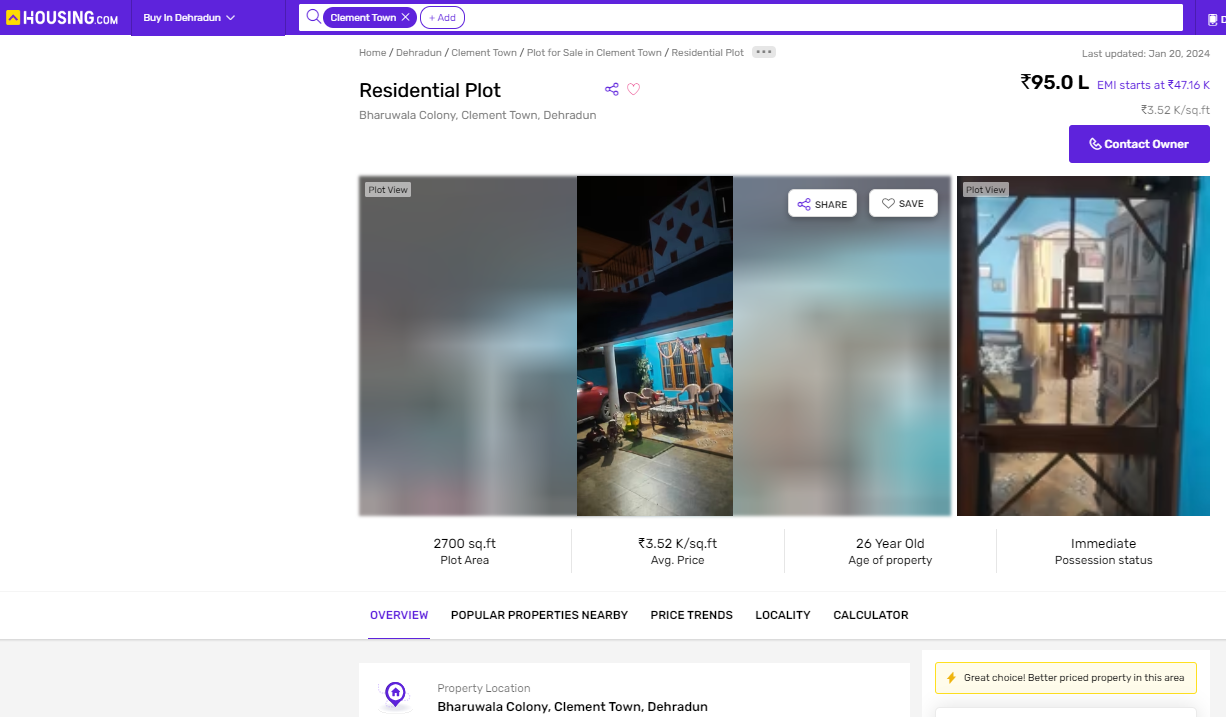 HOUSING.COM
Buy In Dehradun
Clement Town
+ Add
D
Home / Dehradun / Clement Town / Plot for Sale in Clement Town / Residential Plot
Last updated: Jan 20, 2024
Residential Plot
₹95.0 L EMI starts at ₹47.16 K
Bharuwala Colony, Clement Town, Dehradun
₹3.52 K/sq.ft
Contact Owner
Plot View
SHARE
SAVE
Plot View
2700 sq.ft
Plot Area
₹3.52 K/sq.ft
Avg. Price
26 Year Old
Age of property
Immediate
Possession status
OVERVIEW
POPULAR PROPERTIES NEARBY
PRICE TRENDS
LOCALITY
CALCULATOR
Property Location
Bharuwala Colony, Clement Town, Dehradun
Great choice! Better priced property in this area